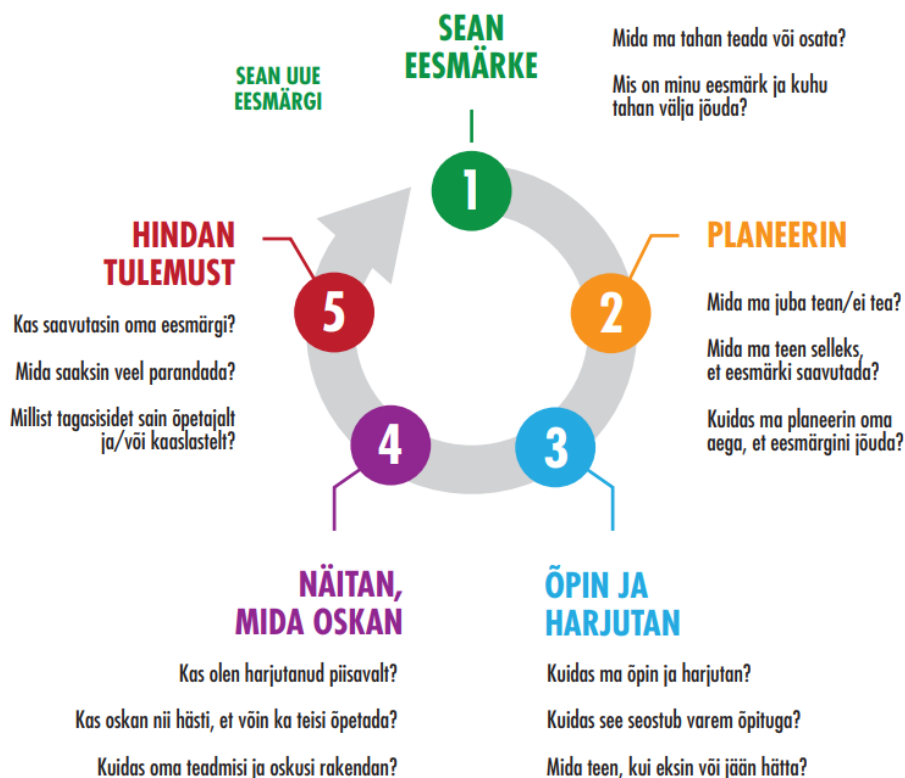 SEAN
EESMÄRKE
Mida ma tahan teada või osata?
Mis on minu eesmärk ja kuhu
tahan välja jõuda?
SEAN UUE
EESMÄRGI
1
PLANEERIN
2
Mida ma juba tean/ei tea?
Mida ma teen selleks,
et eesmärki saavutada?
Kuidas ma planeerin oma
aega, et eesmärgini jõuda?
3
ÕPIN JA
HARJUTAN
Kuidas ma õpin ja harjutan?
Kuidas see seostub varem õpituga?
Mida teen, kui eksin või jään hätta?
4
NÄITAN,
MIDA OSKAN
Kas olen harjutanud piisavalt?
Kas oskan nii hästi, et võin ka teisi õpetada?
Kuidas oma teadmisi ja oskusi rakendan?
5
HINDAN
TULEMUST
Kas saavutasin oma eesmärgi?
Mida saaksin veel parandada?
Millist tagasisidet sain õpetajalt
ja/või kaaslastelt?